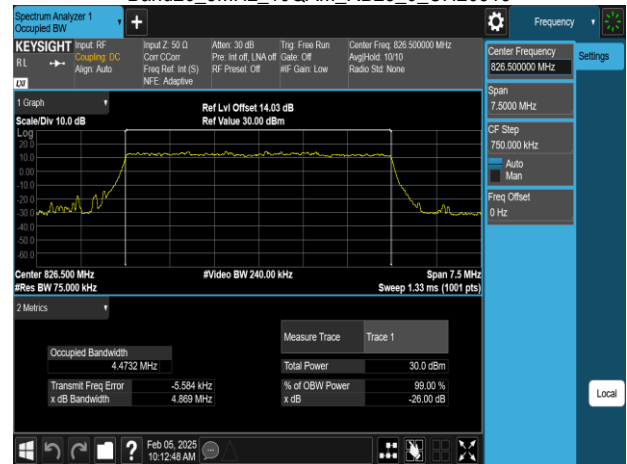 Spectrum Analyzer 1
Occupied BW
Frequency
KEYSIGHT
RL
LXI
Input: RF
Coupling: DC
Align: Auto
Input Z: 50 Ω
Corr CCorr
Freq Ref: Int (S)
NFE: Adaptive
Atten: 30 dB
Pre: Int off, LNA off
RF Preset: Off
Trig: Free Run
Gate: Off
#IF Gain: Low
Center Freq: 826.500000 MHz
Avg|Hold: 10/10
Radio Std: None
Center Frequency
826.500000 MHz
Settings
Span
7.5000 MHz
CF Step
750.000 kHz
Auto
Man
Freq Offset
0 Hz
Local
1 Graph
Scale/Div 10.0 dB
Ref Lvl Offset 14.03 dB
Ref Value 30.00 dBm
Log
20.0
10.0
0.00
-10.0
-20.0
-30.0
-40.0
-50.0
-60.0
Center 826.500 MHz
#Video BW 240.00 kHz
Span 7.5 MHz
#Res BW 75.000 kHz
Sweep 1.33 ms (1001 pts)
2 Metrics
Measure Trace
Trace 1
Occupied Bandwidth
4.4732 MHz
Total Power
30.0 dBm
Transmit Freq Error
-5.584 kHz
% of OBW Power
99.00 %
x dB Bandwidth
4.869 MHz
x dB
-26.00 dB
?
Feb 05, 2025
10:12:48 AM